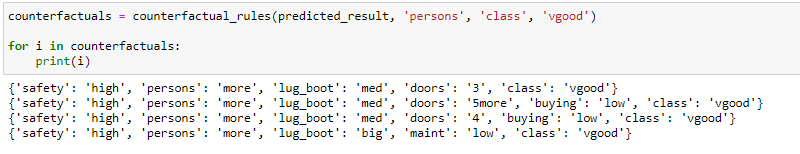 counterfactuals = counterfactual_rules(predicted_result, 'persons', 'class', 'vgood')
for i in counterfactuals:
    print(i)
{'safety': 'high', 'persons': 'more', 'lug_boot': 'med', 'doors': '3', 'class': 'vgood'}
{'safety': 'high', 'persons': 'more', 'lug_boot': 'med', 'doors': '5more', 'buying': 'low', 'class': 'vgood'}
{'safety': 'high', 'persons': 'more', 'lug_boot': 'med', 'doors': '4', 'buying': 'low', 'class': 'vgood'}
{'safety': 'high', 'persons': 'more', 'lug_boot': 'big', 'maint': 'low', 'class': 'vgood'}